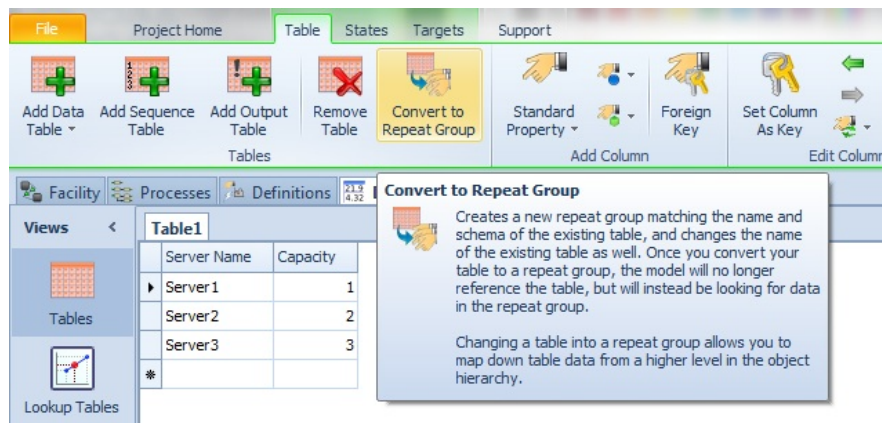 File Project Home Table States Targets Support
Add Data Table Add Sequence Table Add Output Table Remove Table Convert to Repeat Group Standard Property Foreign Key Set Column As Key
Tables Add Column Edit Column
Facility Processes Definitions 21.9 4.32
Views < Table1
Server Name Capacity
Server1 1
Server2 2
Server3 3
Tables
Lookup Tables
Convert to Repeat Group
Creates a new repeat group matching the name and
schema of the existing table, and changes the name
of the existing table as well. Once you convert your
table to a repeat group, the model will no longer
reference the table, but will instead be looking for data
in the repeat group.
Changing a table into a repeat group allows you to
map down table data from a higher level in the object
hierarchy.